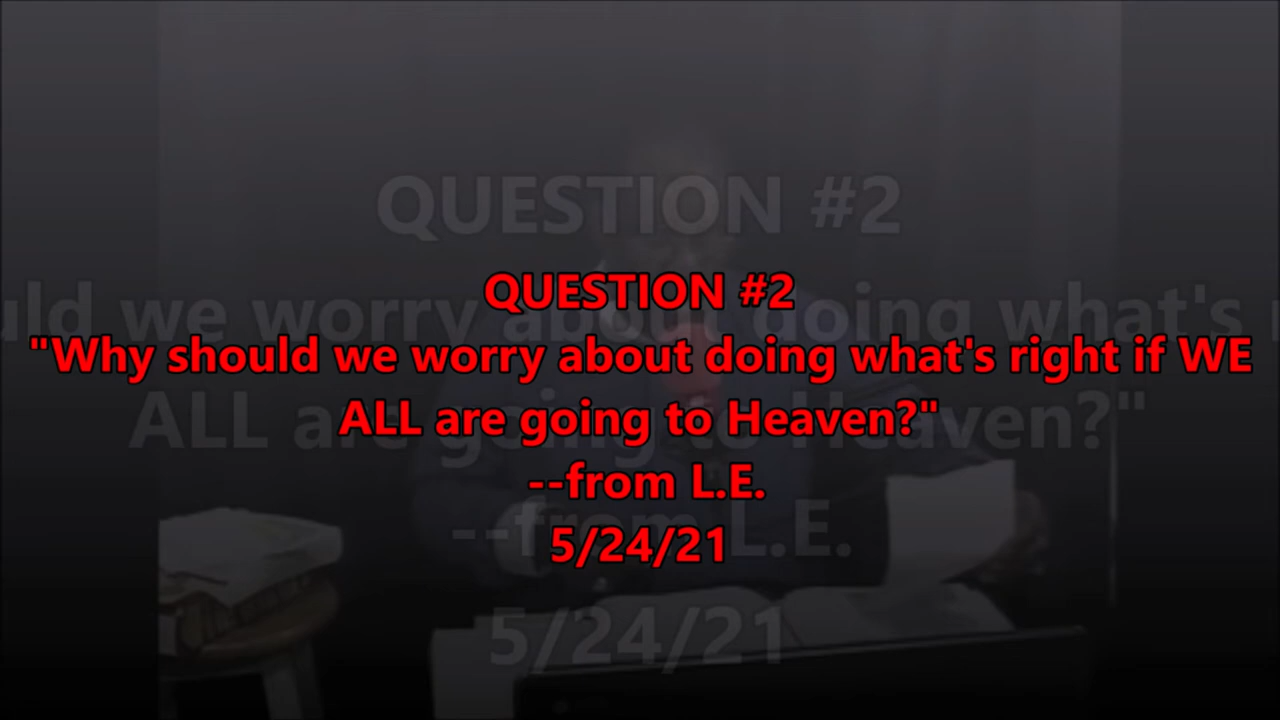 QUESTION #2
"Why should we worry about doing what's right if WE
ALL are going to Heaven?"
--from L.E.
5/24/21